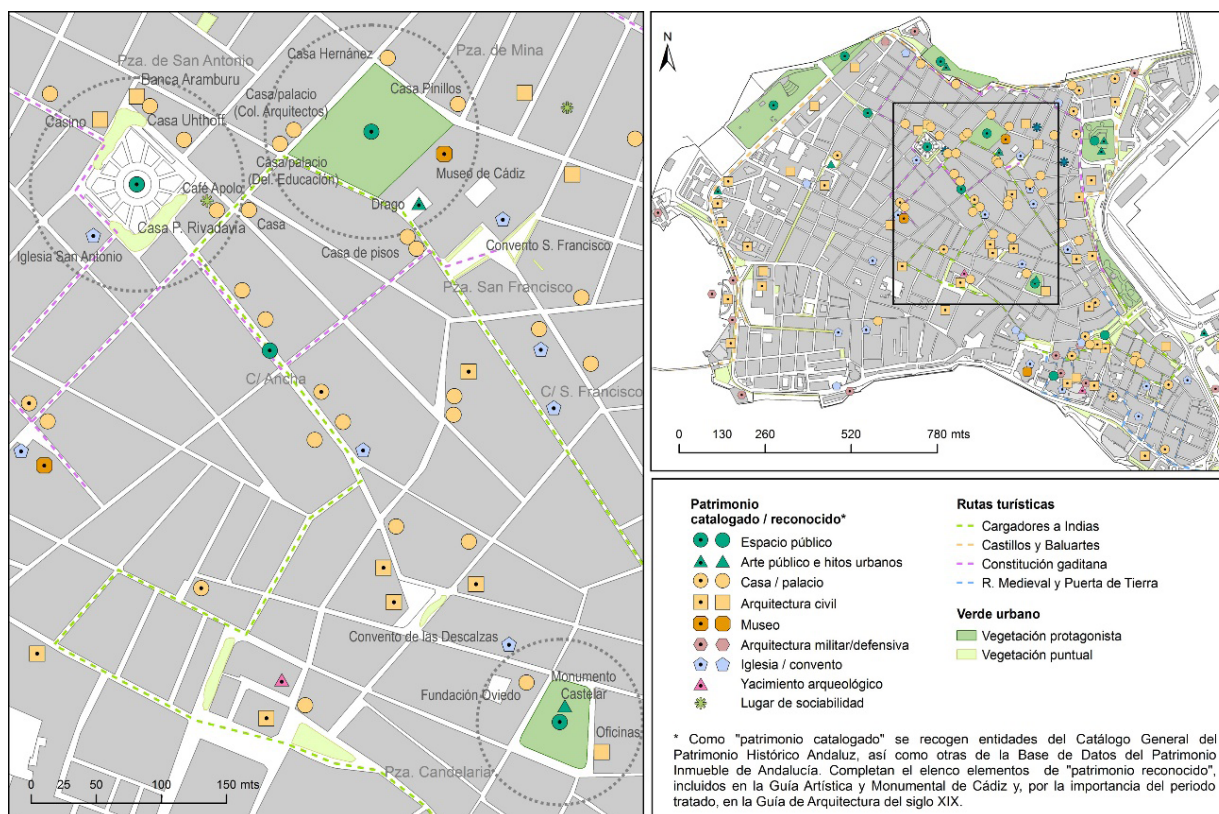 Casa Hernánez
Pza. de Mina
Pza. de San Antonio
Banca Aramburu
Casa/palacio
(Col. Arquitectos)
Casa Pinillos
Casino
Casa Uhthoff
Casa/palacio
(Del. Educación)
Museo de Cádiz
Café Apolo
Drago
Casa P. Rivadavia
Casa
Iglesia San Antonio
Casa de pisos
Convento S. Francisco
Pza. San Francisco
C/ Ancha
C/ S. Francisco
Convento de las Descalzas
Monumento
Castelar
Fundación Oviedo
Oficinas
Pza. Candelaria
0 25 50 100 150 mts
N
0 130 260 520 780 mts
Patrimonio
catalogado / reconocido*
Espacio público
Arte público e hitos urbanos
Casa / palacio
Arquitectura civil
Museo
Arquitectura militar/defensiva
Iglesia / convento
Yacimiento arqueológico
Lugar de sociabilidad
Rutas turísticas
Cargadores a Indias
Castillos y Baluartes
Constitución gaditana
R. Medieval y Puerta de Tierra
Verde urbano
Vegetación protagonista
Vegetación puntual
* Como "patrimonio catalogado" se recogen entidades del Catálogo General del
Patrimonio Histórico Andaluz, así como otras de la Base de Datos del Patrimonio
Inmueble de Andalucía. Completan el elenco elementos de "patrimonio reconocido",
incluidos en la Guía Artística y Monumental de Cádiz y, por la importancia del periodo
tratado, en la Guía de Arquitectura del siglo XIX.